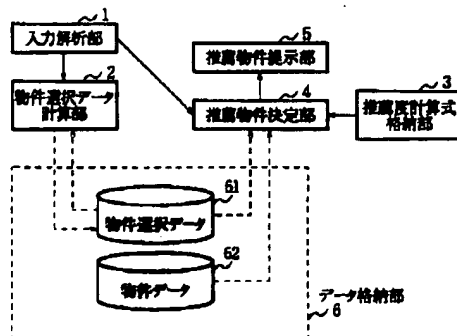 1
入力解析部
5
推薦物件提示部
2
物件選択データ
計算部
4
推薦物件決定部
3
推薦度計算式
格納部
61
物件選択データ
62
物件データ
データ格納部
6